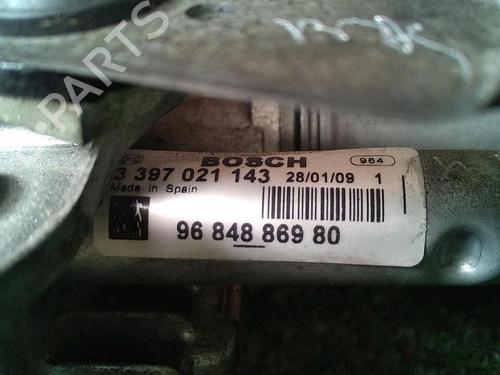 PARTS
BOSCH 964
3 397 021 143 28/01/09 1
Made in Spain
96 848 869 80